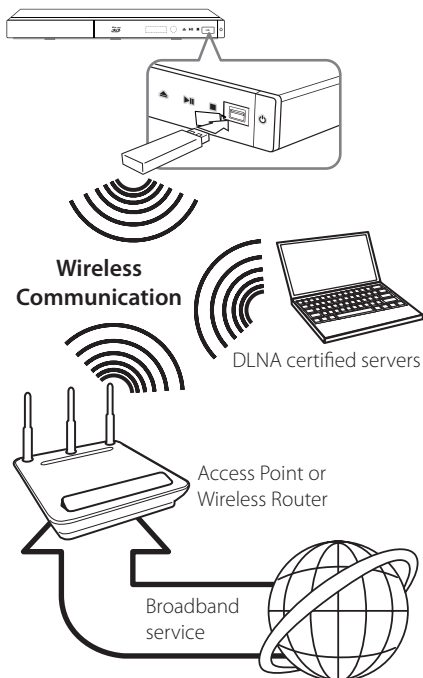 Wireless
Communication
DLNA certified servers
Access Point or
Wireless Router
Broadband
service